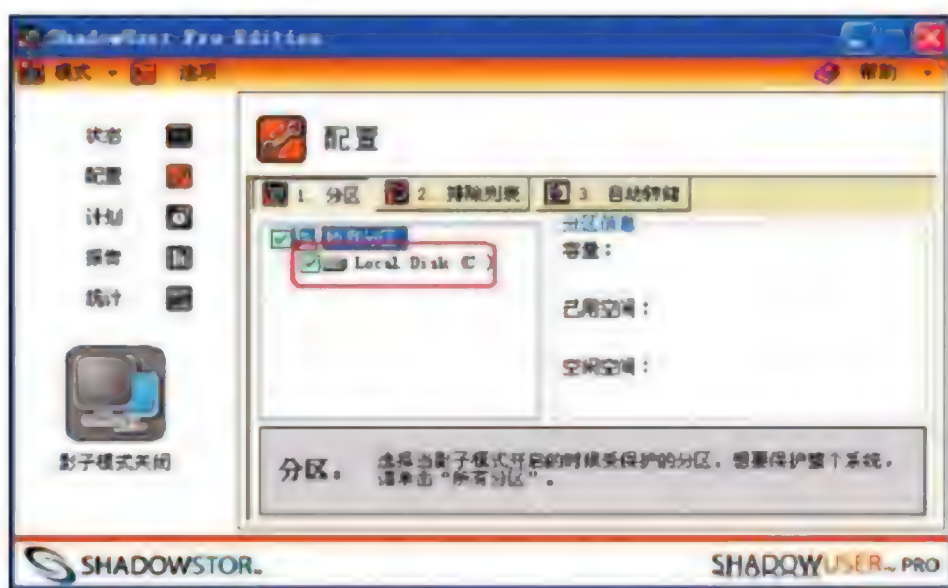 ShadowUser Pro Edition
模式 选项 帮助
状态
配置
计划
报告
统计
影子模式关闭
配置
1 分区 2 排除列表 3 自动转储
所有分区
Local Disk (C )
分区信息
容量：
已用空间：
空闲空间：
分区。 选择当影子模式开启的时候受保护的分区。想要保护整个系统，
请单击“所有分区”。
SHADOWSTOR™
SHADOWUSER™ PRO